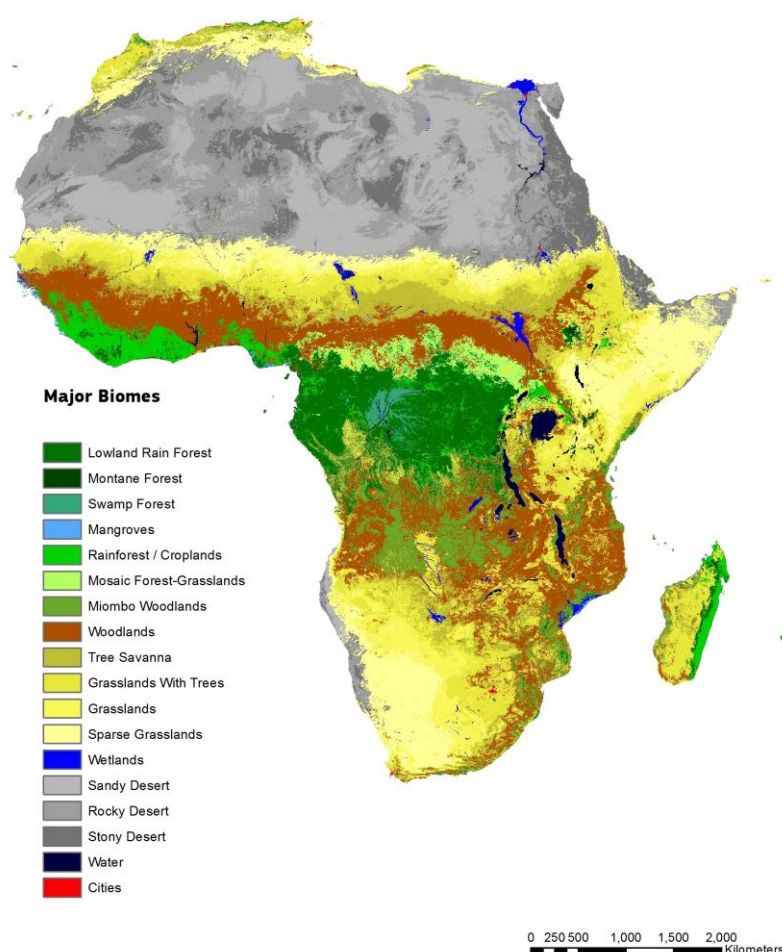 Major Biomes
Lowland Rain Forest
Montane Forest
Swamp Forest
Mangroves
Rainforest / Croplands
Mosaic Forest-Grasslands
Miombo Woodlands
Woodlands
Tree Savanna
Grasslands With Trees
Grasslands
Sparse Grasslands
Wetlands
Sandy Desert
Rocky Desert
Stony Desert
Water
Cities
0 250 500 1,000 1,500 2,000
Kilometers